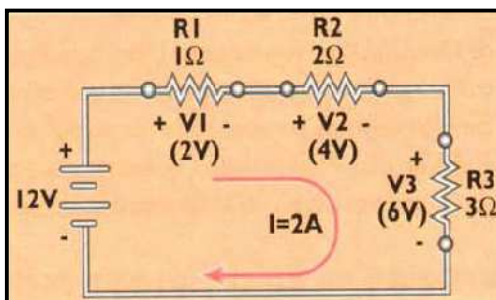 R1
1Ω
R2
2Ω
+ V1 -
(2V)
+ V2 -
(4V)
+
12V
-
I=2A
+
V3
(6V)
-
R3
3Ω